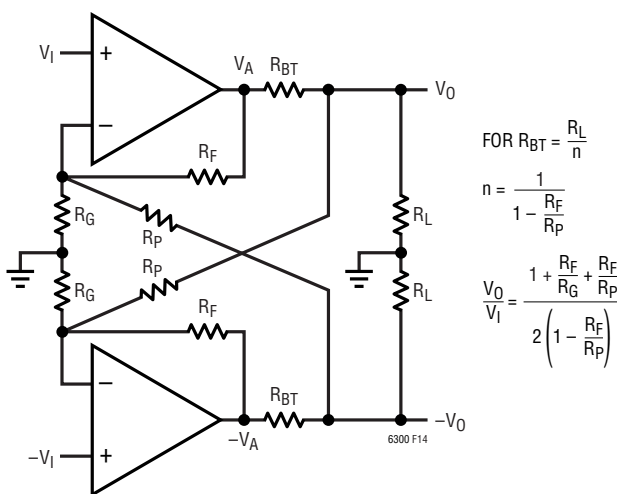 V_I
+
V_A
R_BT
V_O
−
R_F
R_G
R_P
R_L
R_P
R_G
R_L
R_F
−
R_BT
−V_A
−V_O
−V_I
+
6300 F14
FOR R_BT = R_L / n
n = 1 / (1 − R_F / R_P)
V_O / V_I = (1 + R_F / R_G + R_F / R_P) / (2 (1 − R_F / R_P))